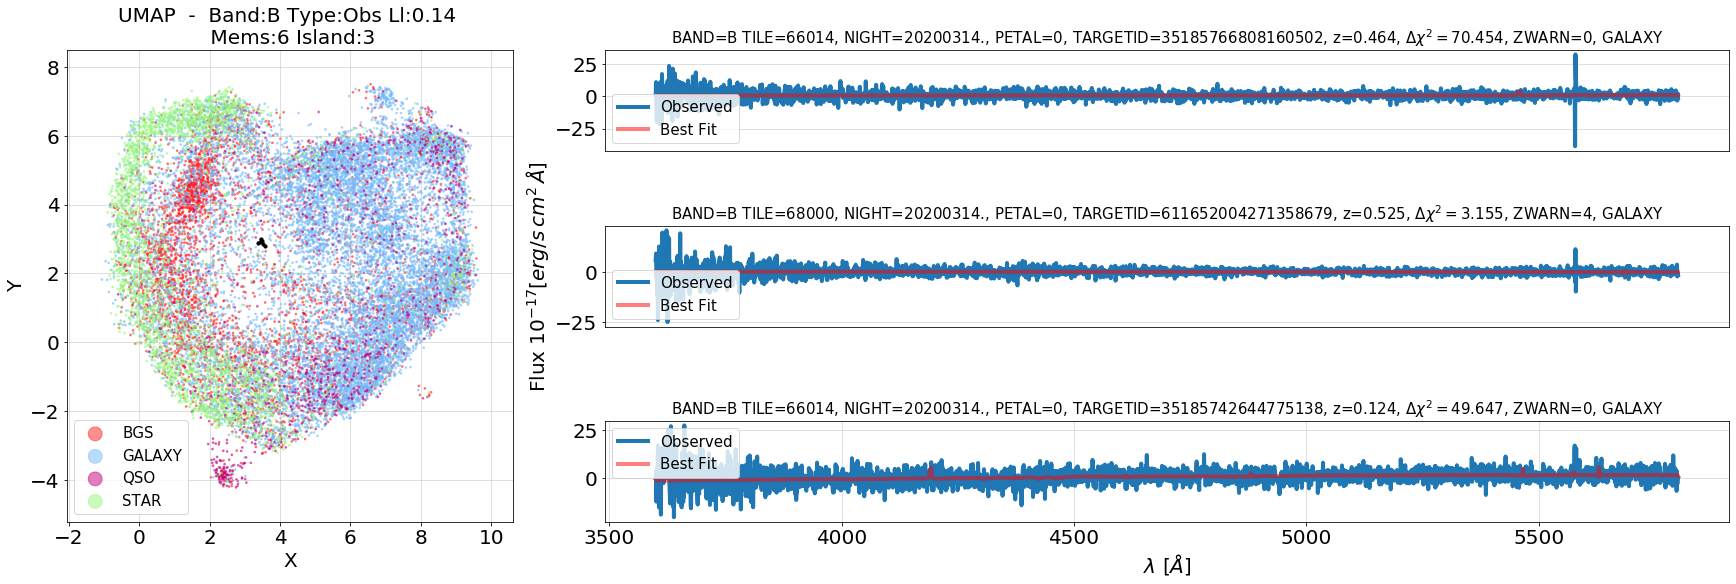 UMAP - Band:B Type:Obs Ll:0.14
Mems:6 Island:3
8
6
4
2
0
−2
−4
Y
−2
0
2
4
6
8
10
X
BGS
GALAXY
QSO
STAR
Flux 10^{-17}[erg/s cm^2 Å]
BAND=B TILE=66014, NIGHT=20200314., PETAL=0, TARGETID=35185766808160502, z=0.464, Δχ² = 70.454, ZWARN=0, GALAXY
25
0
−25
Observed
Best Fit
BAND=B TILE=68000, NIGHT=20200314., PETAL=0, TARGETID=611652004271358679, z=0.525, Δχ² = 3.155, ZWARN=4, GALAXY
0
−25
Observed
Best Fit
BAND=B TILE=66014, NIGHT=20200314., PETAL=0, TARGETID=35185742644775138, z=0.124, Δχ² = 49.647, ZWARN=0, GALAXY
25
0
Observed
Best Fit
3500
4000
4500
5000
5500
λ [Å]